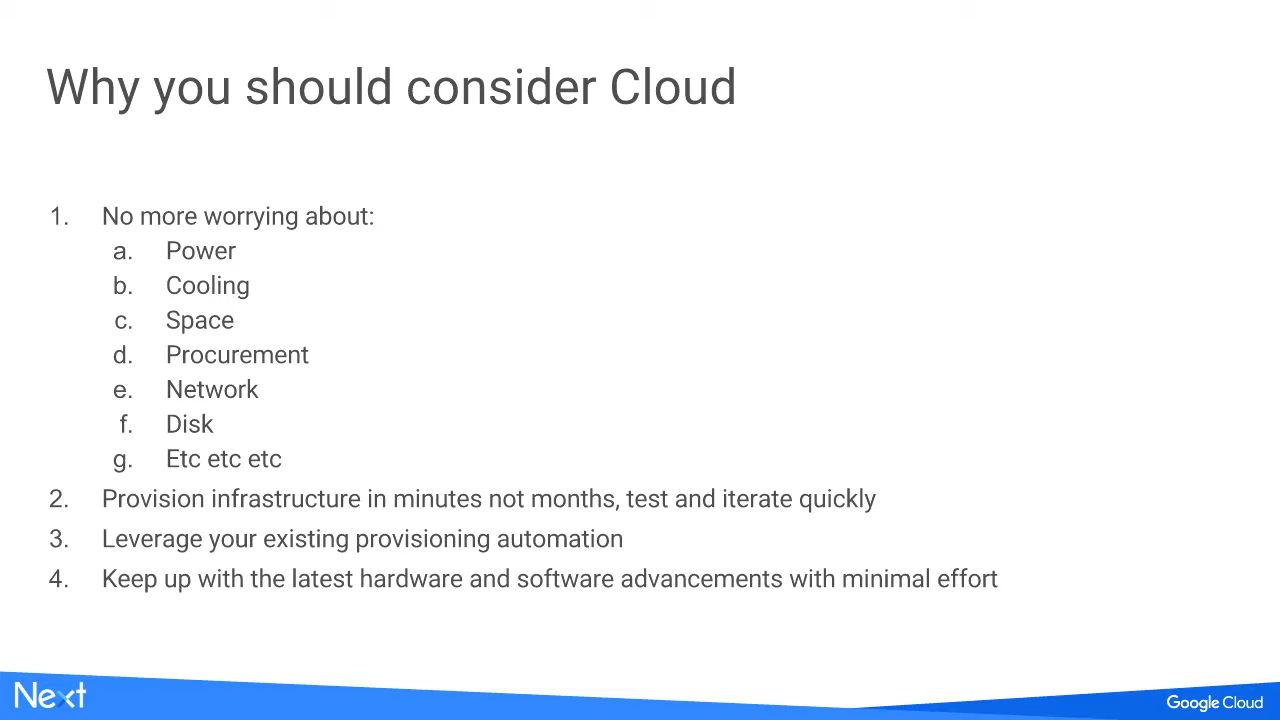 Why you should consider Cloud
1. No more worrying about:
a. Power
b. Cooling
c. Space
d. Procurement
e. Network
f. Disk
g. Etc etc etc
2. Provision infrastructure in minutes not months, test and iterate quickly
3. Leverage your existing provisioning automation
4. Keep up with the latest hardware and software advancements with minimal effort
Next
Google Cloud